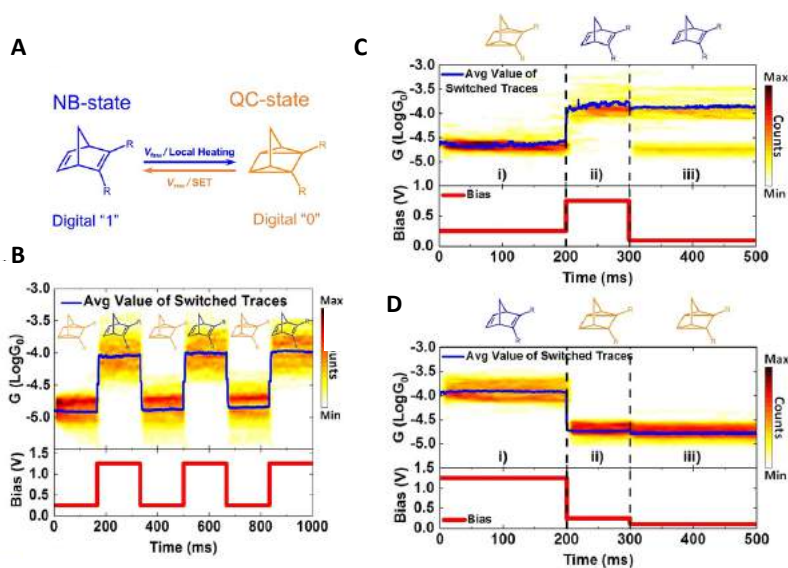 A
NB-state
QC-state
/ Local Heating
/ SET
R
R
R
R
Digital "1"
Digital "0"
B
Avg Value of Switched Traces
G (LogG₀)
-3.5
-4.0
-4.5
Max
ounts
Min
Bias (V)
1.5
1.0
0.5
0.0
0 200 400 600 800 1000
Time (ms)
C
R
R
R
R
R
R
Avg Value of
Switched Traces
G (LogG₀)
-3.0
-3.5
-4.0
-4.5
-5.0
i) ii) iii)
Max
Counts
Min
Bias
Bias (V)
1.0
0.5
0.0
0 100 200 300 400 500
Time (ms)
D
R
R
R
R
R
R
Avg Value of Switched Traces
G (LogG₀)
-3.0
-3.5
-4.0
-4.5
-5.0
i) ii) iii)
Max
Counts
Min
Bias
Bias (V)
1.5
1.0
0.5
0.0
0 100 200 300 400 500
Time (ms)